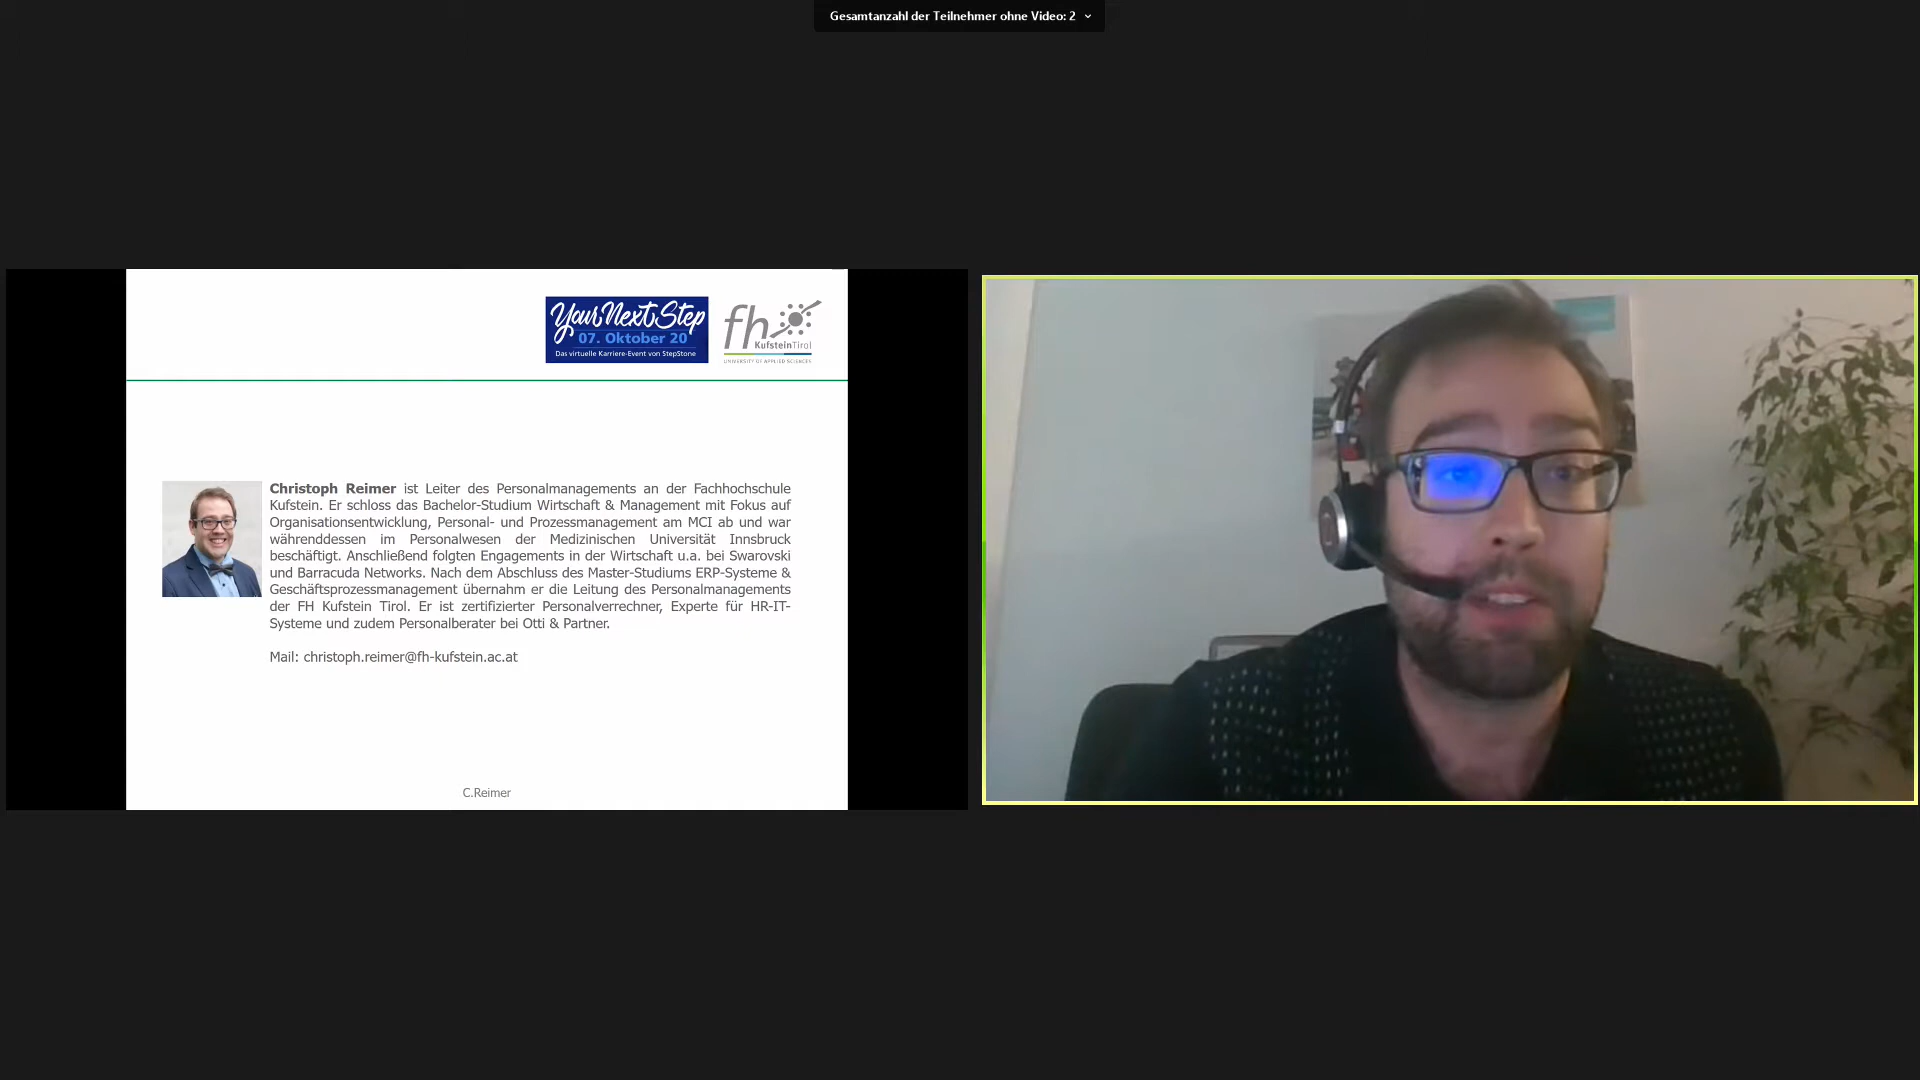 Gesamtanzahl der Teilnehmer ohne Video: 2
Your Next Step
07. Oktober 20
Das virtuelle Karriere-Event von StepStone
fh
KufsteinTirol
UNIVERSITY OF APPLIED SCIENCES
Christoph Reimer ist Leiter des Personalmanagements an der Fachhochschule
Kufstein. Er schloss das Bachelor-Studium Wirtschaft & Management mit Fokus auf
Organisationsentwicklung, Personal- und Prozessmanagement am MCI ab und war
währenddessen im Personalwesen der Medizinischen Universität Innsbruck
beschäftigt. Anschließend folgten Engagements in der Wirtschaft u.a. bei Swarovski
und Barracuda Networks. Nach dem Abschluss des Master-Studiums ERP-Systeme &
Geschäftsprozessmanagement übernahm er die Leitung des Personalmanagements
der FH Kufstein Tirol. Er ist zertifizierter Personalverrechner, Experte für HR-IT-
Systeme und zudem Personalberater bei Otti & Partner.
Mail: christoph.reimer@fh-kufstein.ac.at
C.Reimer